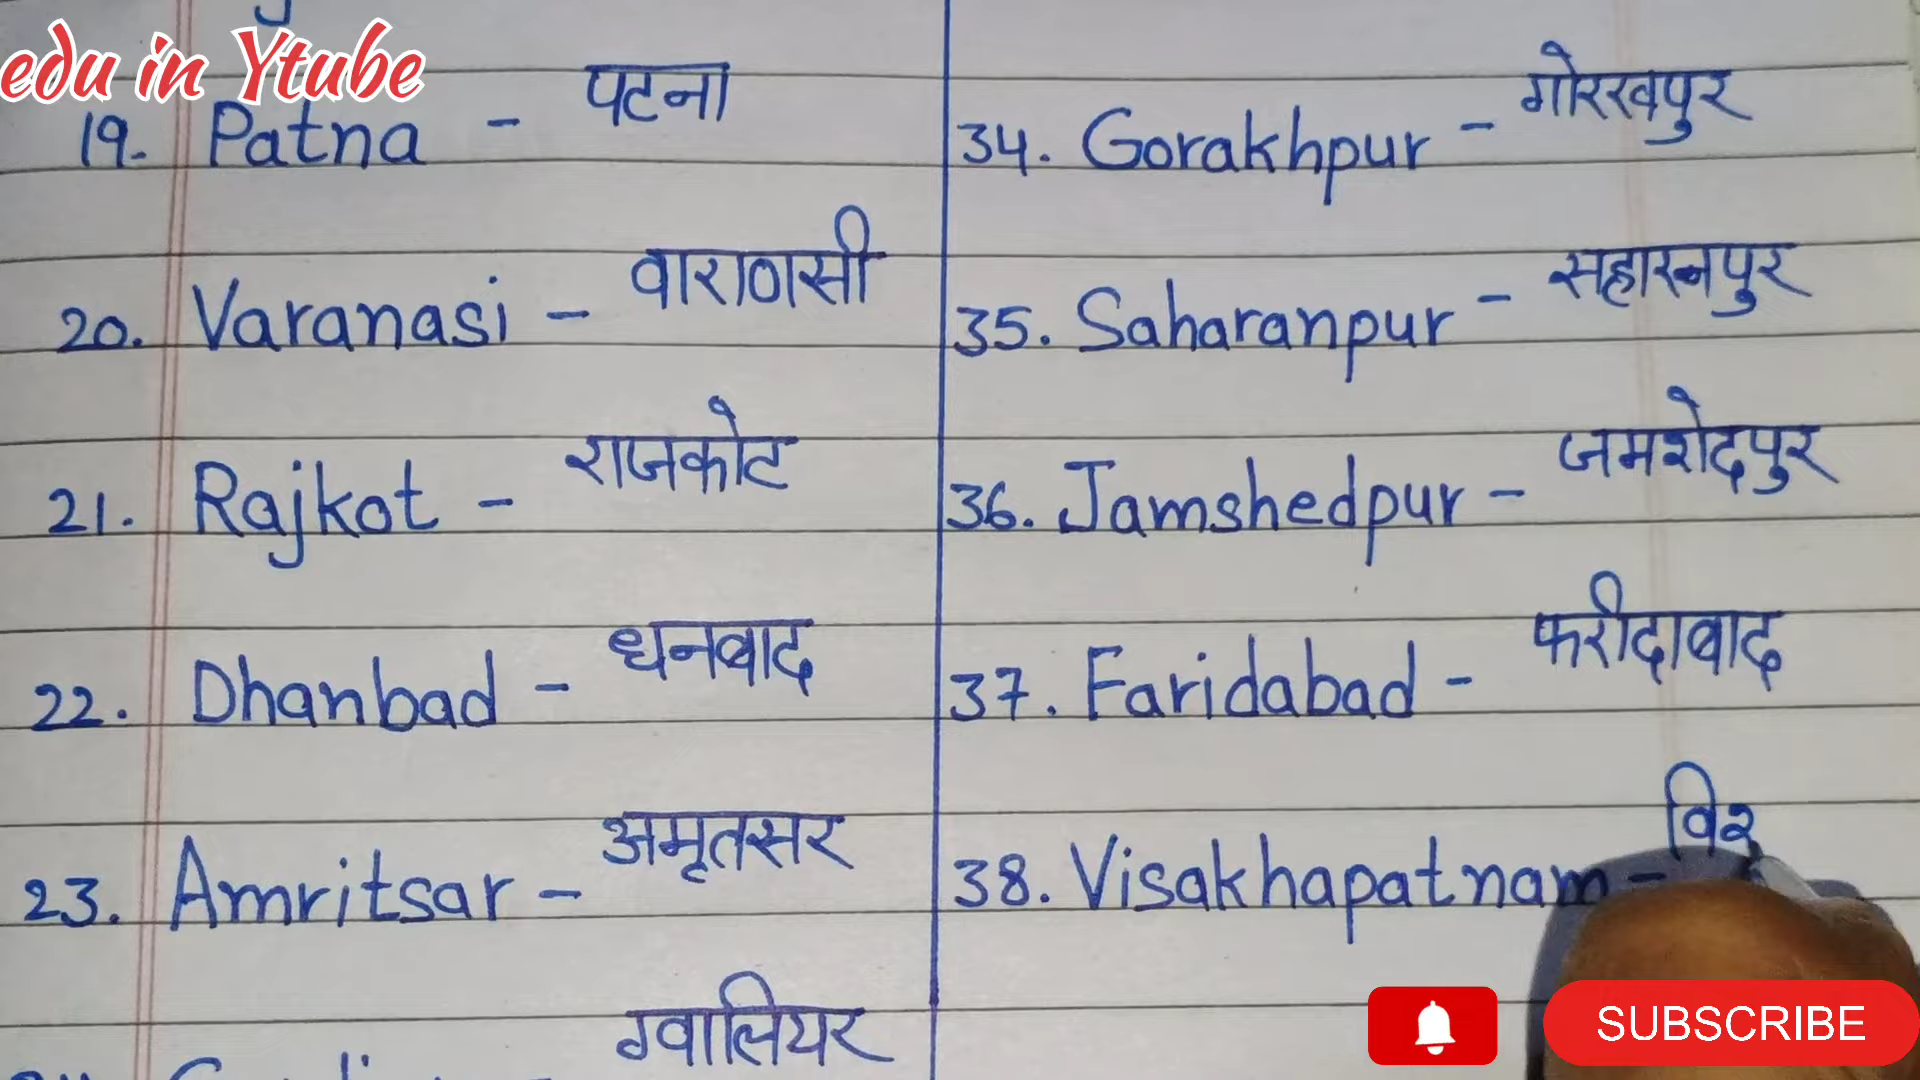 edu in Ytube
19. Patna - पटना
20. Varanasi - वाराणसी
21. Rajkot - राजकोट
22. Dhanbad - धनबाद
23. Amritsar - अमृतसर
ग्वालियर
34. Gorakhpur - गोरखपुर
35. Saharanpur - सहारनपुर
36. Jamshedpur - जमशेदपुर
37. Faridabad - फरीदाबाद
38. Visakhapatnam -
SUBSCRIBE